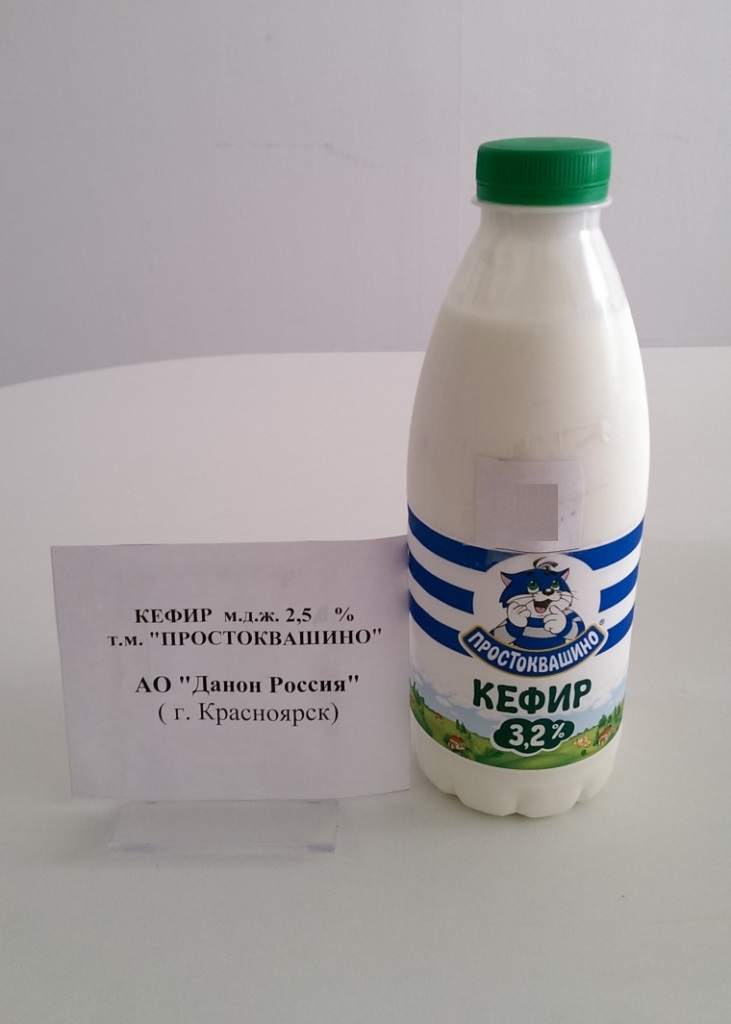 КЕФИР м.д.ж. 2,5 %
т.м. "ПРОСТОКВАШИНО"
АО "Данон Россия"
( г. Красноярск)
ПРОСТОКВАШИНО®
КЕФИР
3,2%